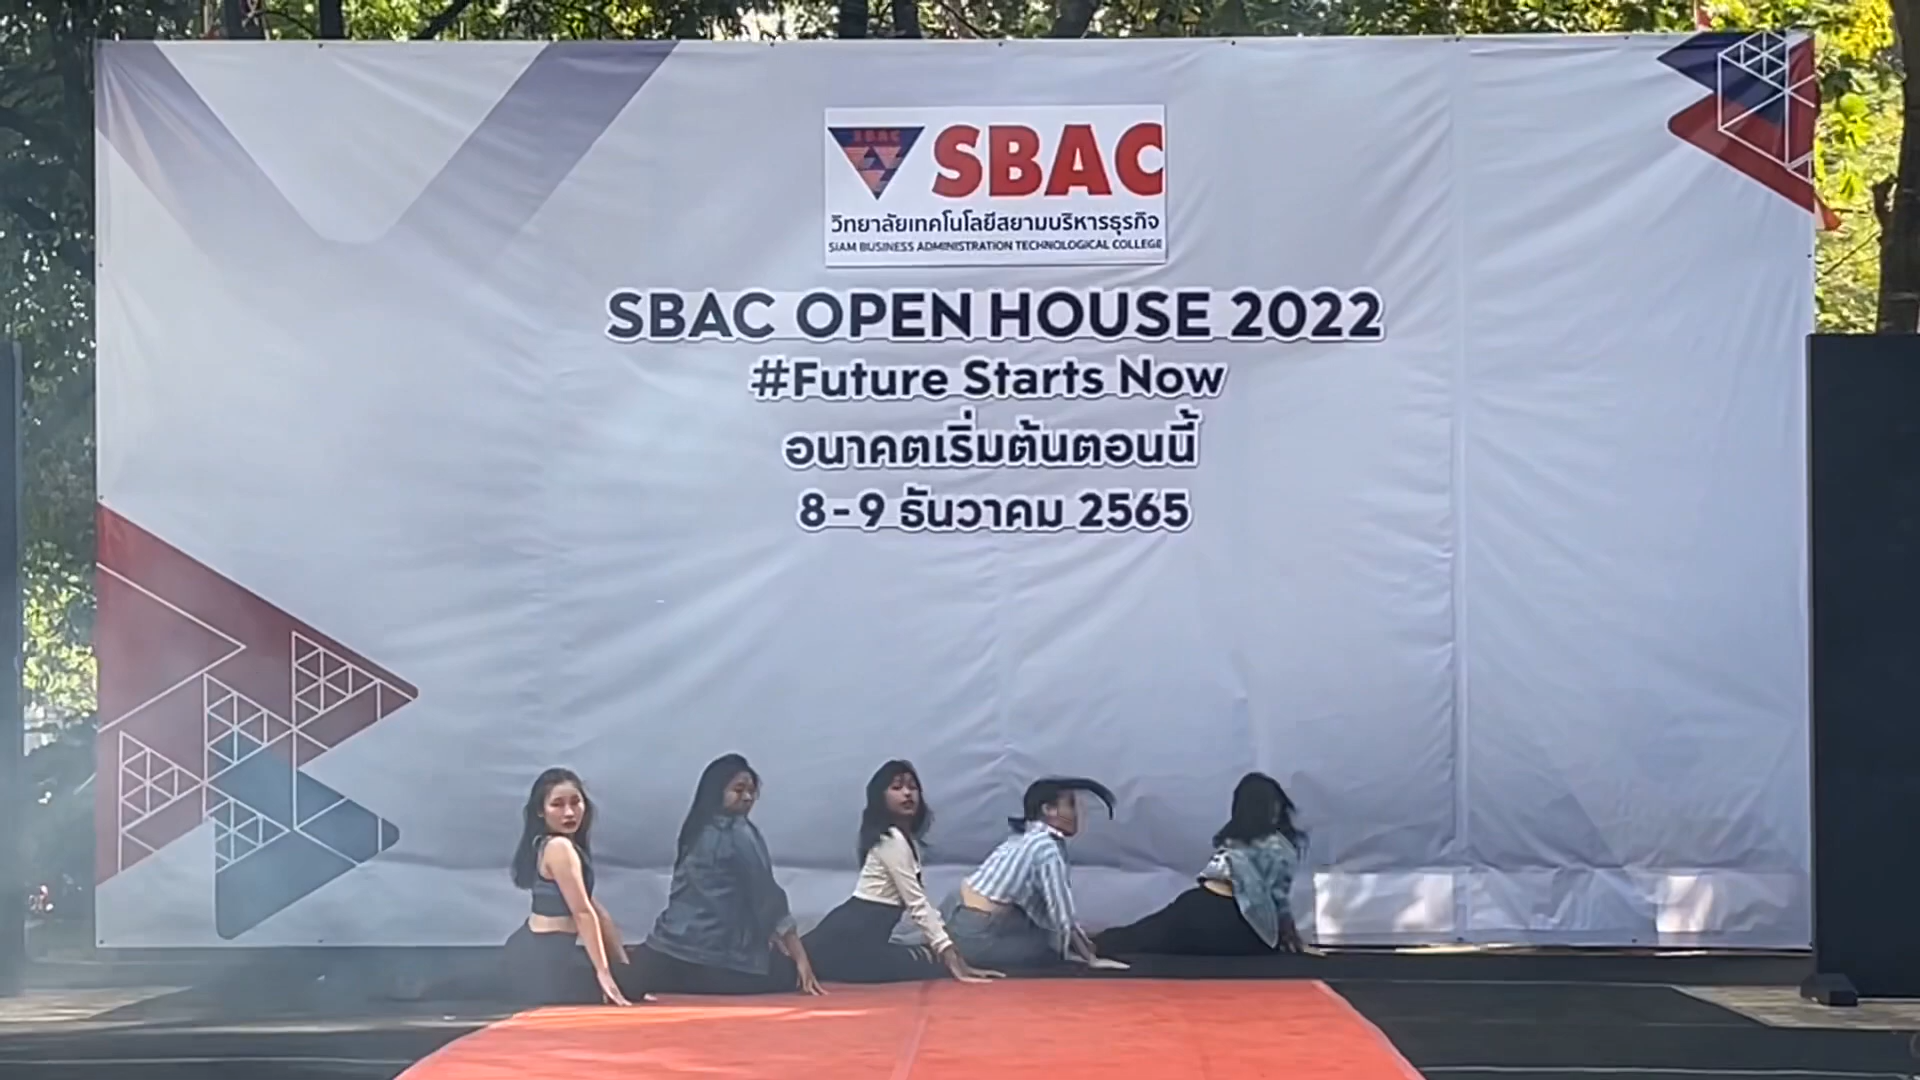 SBAC
SBAC
วิทยาลัยเทคโนโลยีสยามบริหารธุรกิจ
SIAM BUSINESS ADMINISTRATION TECHNOLOGICAL COLLEGE
SBAC OPEN HOUSE 2022
#Future Starts Now
อนาคตเริ่มต้นตอนนี้
8-9 ธันวาคม 2565